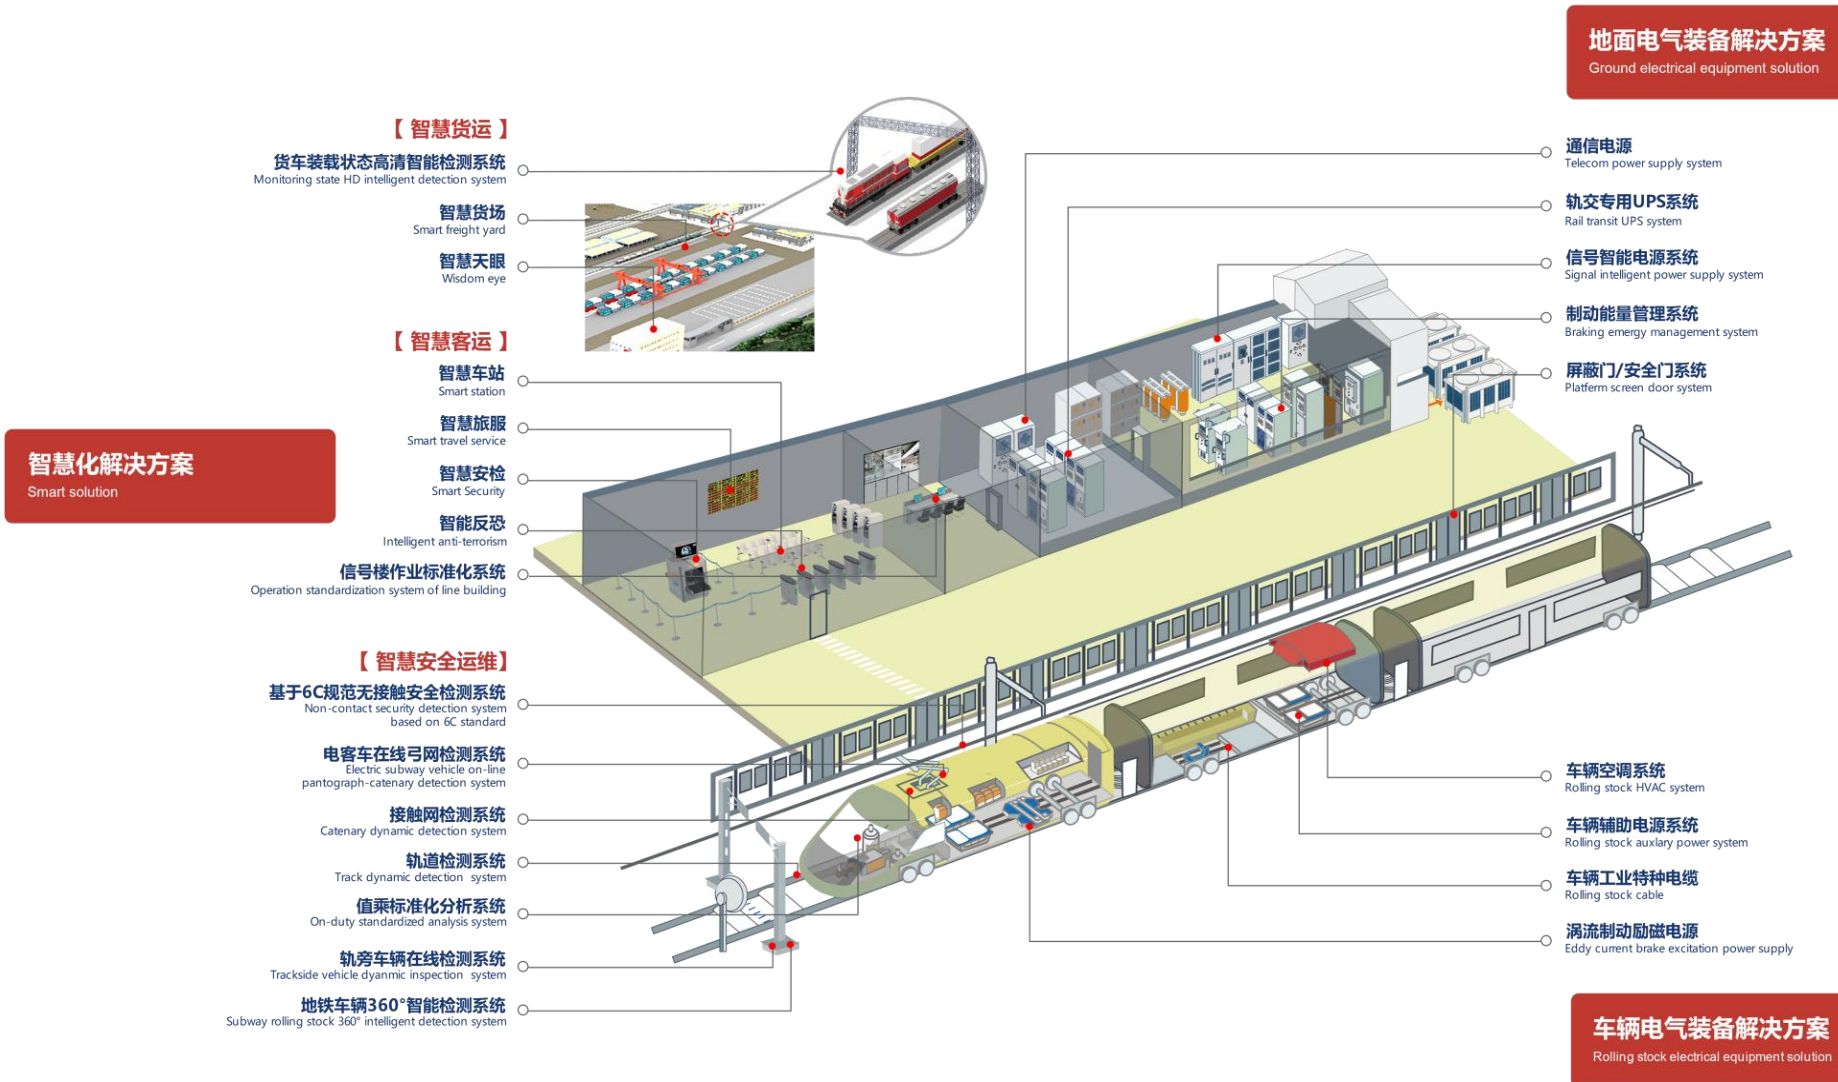 地面电气装备解决方案
Ground electrical equipment solution
【 智慧货运 】
货车装载状态高清智能检测系统
Monitoring state HD intelligent detection system
智慧货场
Smart freight yard
智慧天眼
Wisdom eye
【 智慧客运 】
智慧车站
Smart station
智慧旅服
Smart travel service
智慧安检
Smart Security
智能反恐
Intelligent anti-terrorism
信号楼作业标准化系统
Operation standardization system of line building
智慧化解决方案
Smart solution
【 智慧安全运维】
基于6C规范无接触安全检测系统
Non-contact security detection system
based on 6C standard
电客车在线弓网检测系统
Electric subway vehicle on-line
pantograph-catenary detection system
接触网检测系统
Catenary dynamic detection system
轨道检测系统
Track dynamic detection system
值乘标准化分析系统
On-duty standardized analysis system
轨旁车辆在线检测系统
Trackside vehicle dyanmic inspection system
地铁车辆360°智能检测系统
Subway rolling stock 360° intelligent detection system
通信电源
Telecom power supply system
轨交专用UPS系统
Rail transit UPS system
信号智能电源系统
Signal intelligent power supply system
制动能量管理系统
Braking emergy management system
屏蔽门/安全门系统
Platferm screen door system
车辆空调系统
Rolling stock HVAC system
车辆辅助电源系统
Rolling stock auxlary power system
车辆工业特种电缆
Rolling stock cable
涡流制动励磁电源
Eddy current brake excitation power supply
车辆电气装备解决方案
Rolling stock electrical equipment solution